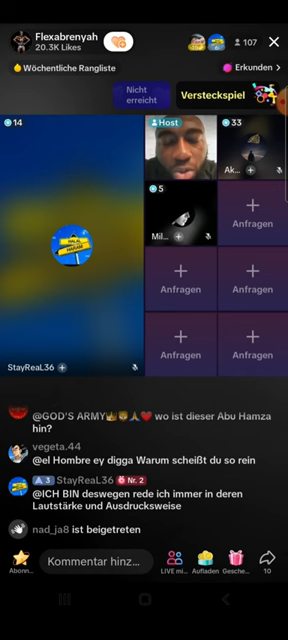 Flexabrenyah
20.3K Likes
107
Wöchentliche Rangliste
Erkunden >
Nicht erreicht
Versteckspiel
14
Host
33
Ak...
5
Anfragen
Mil...
Anfragen
Anfragen
Anfragen
Anfragen
HALAL
HARAM
StayReaL36
@GOD'S ARMY👑🦁🙏❤️ wo ist dieser Abu Hamza
hin?
vegeta.44
@el Hombre ey digga Warum scheißt du so rein
3 StayReaL36 Nr. 2
@ICH BIN deswegen rede ich immer in deren
Lautstärke und Ausdrucksweise
nad_ja8 ist beigetreten
Abonn...
Kommentar hinz...
LIVE mi...
Aufladen
Gesche...
10